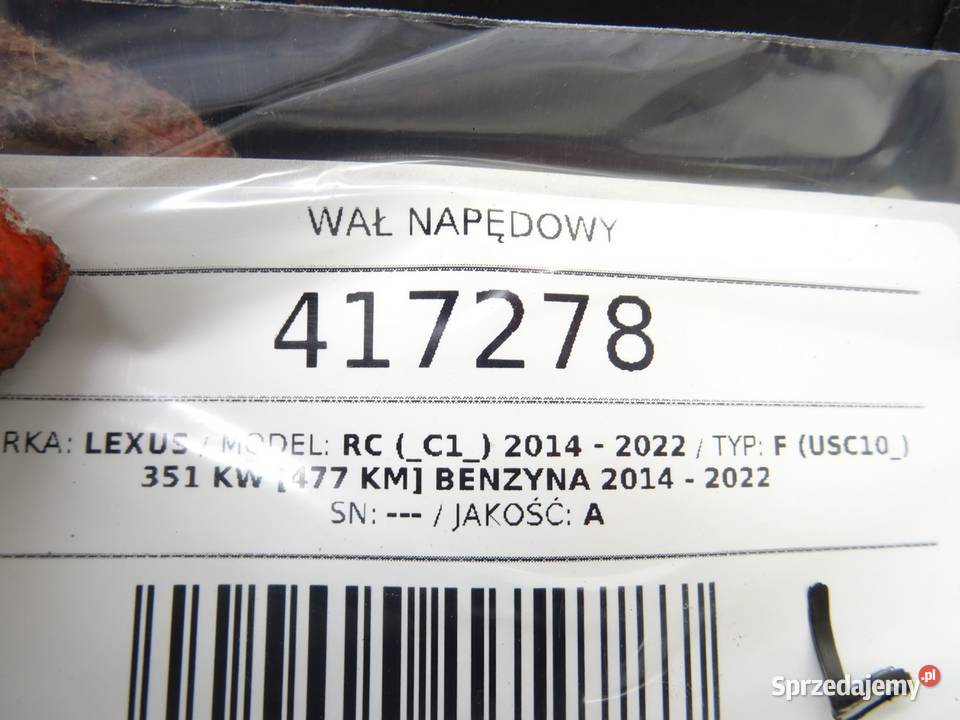 WAŁ NAPĘDOWY
417278
RKA: LEXUS / MODEL: RC (_C1_) 2014 - 2022 / TYP: F (USC10_)
351 KW [477 KM] BENZYNA 2014 - 2022
SN: --- / JAKOŚĆ: A
Sprzedajemy.pl